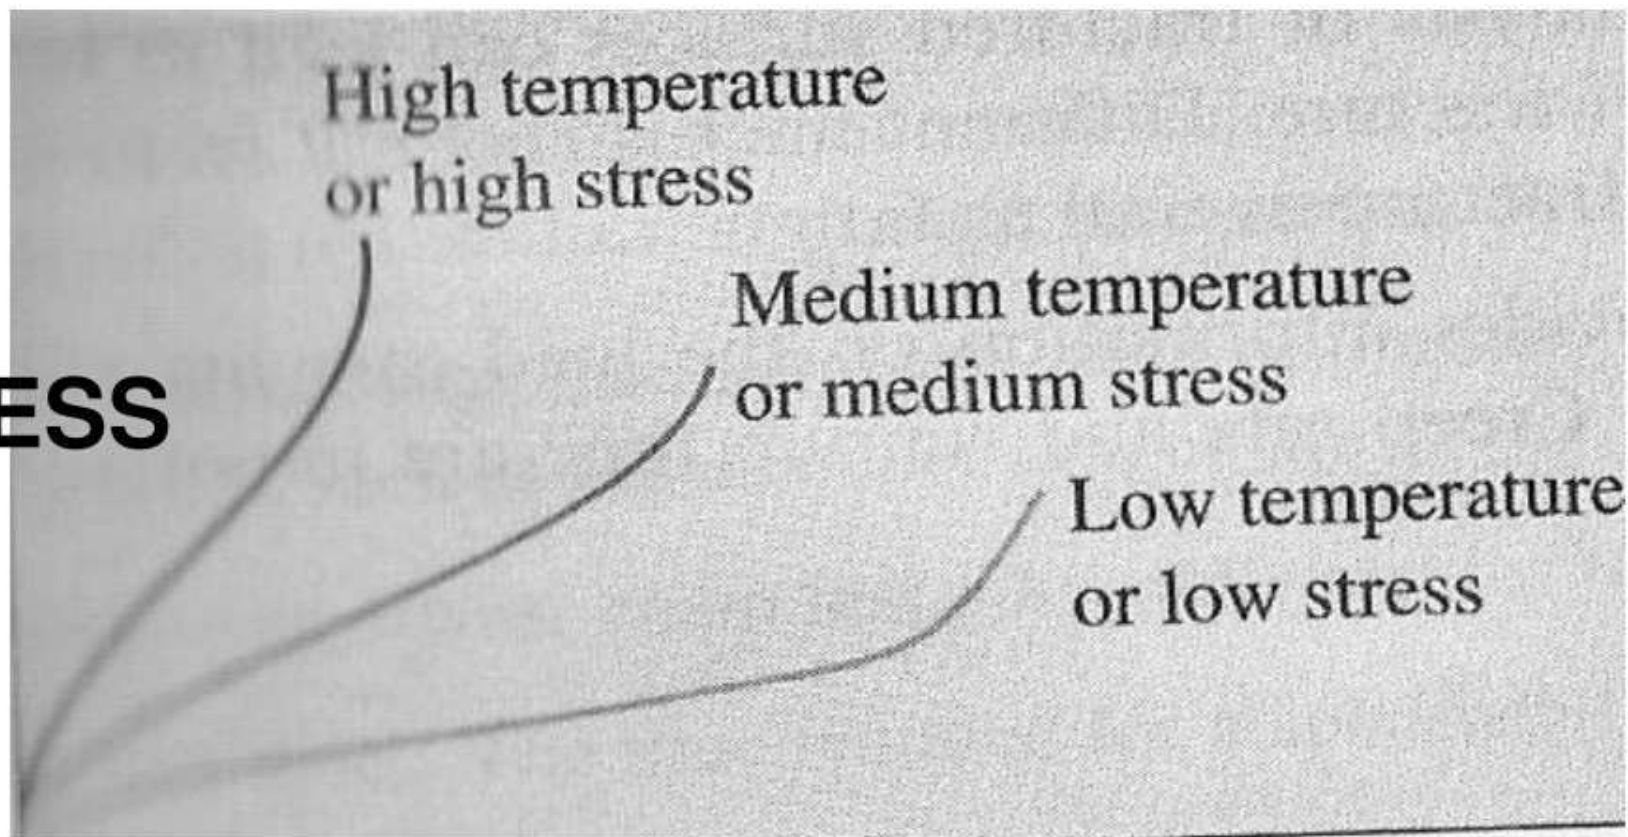 High temperature
or high stress
Medium temperature
or medium stress
ESS
Low temperature
or low stress